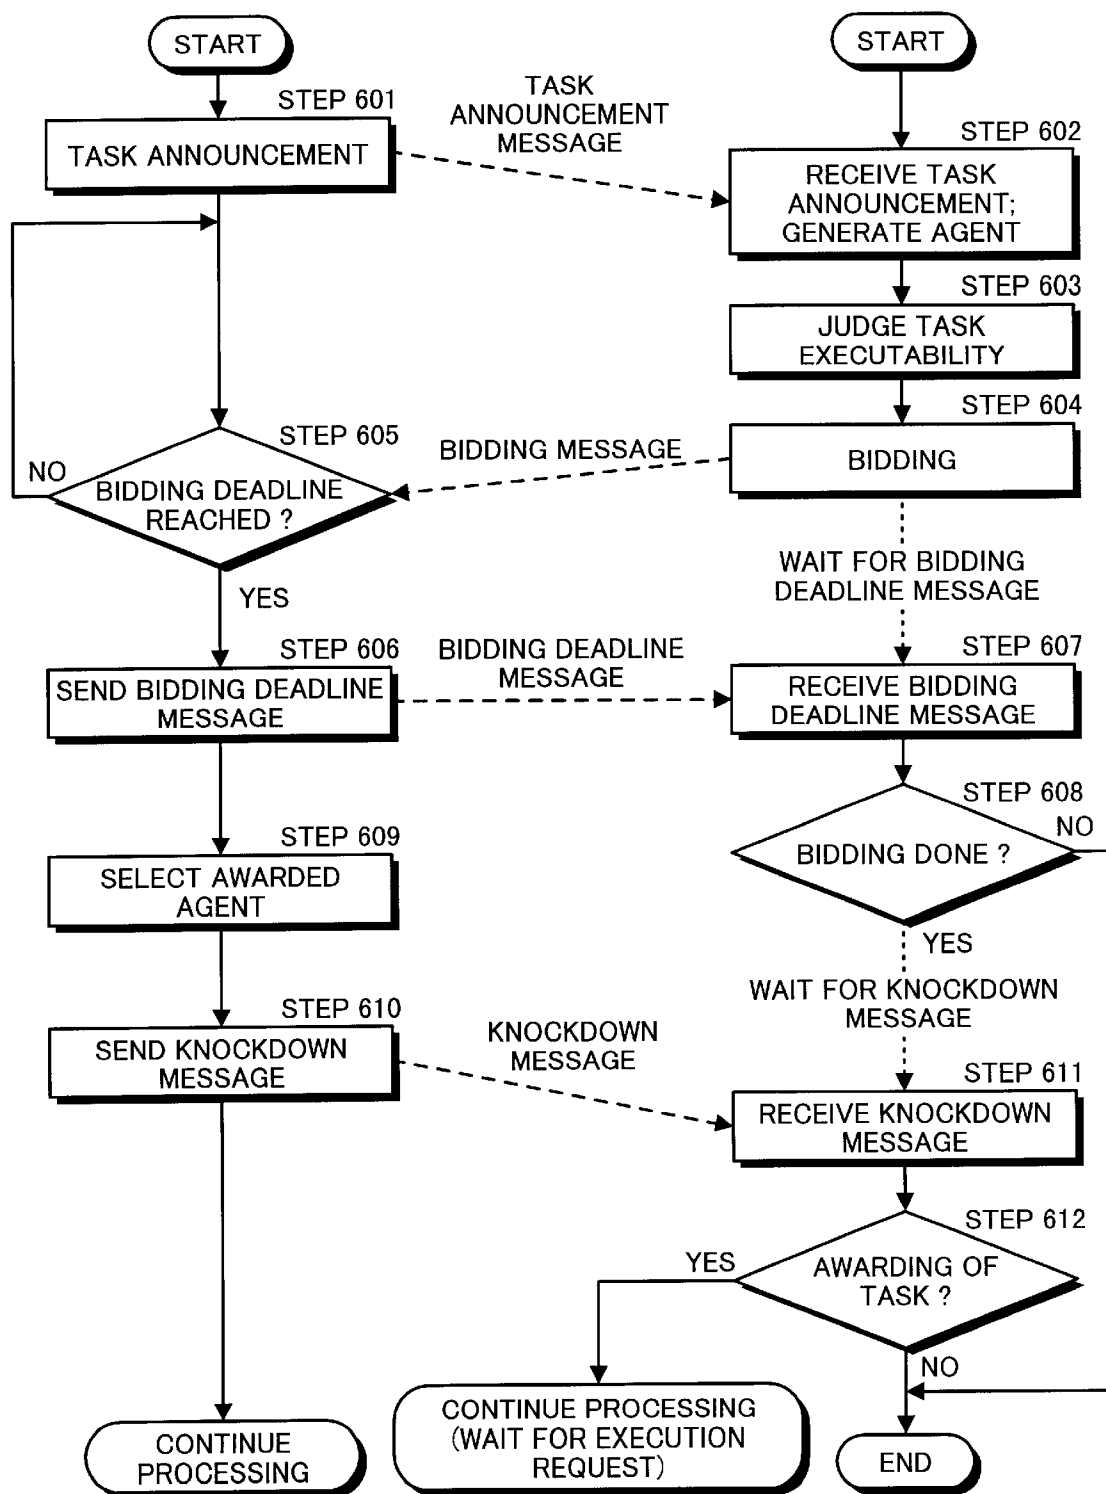 START
START
STEP 601
TASK ANNOUNCEMENT
TASK
ANNOUNCEMENT
MESSAGE
STEP 602
RECEIVE TASK
ANNOUNCEMENT;
GENERATE AGENT
STEP 603
JUDGE TASK
EXECUTABILITY
STEP 604
BIDDING
BIDDING MESSAGE
STEP 605
NO
BIDDING DEADLINE
REACHED ?
YES
WAIT FOR BIDDING
DEADLINE MESSAGE
STEP 606
SEND BIDDING DEADLINE
MESSAGE
BIDDING DEADLINE
MESSAGE
STEP 607
RECEIVE BIDDING
DEADLINE MESSAGE
STEP 608
NO
BIDDING DONE ?
YES
STEP 609
SELECT AWARDED
AGENT
WAIT FOR KNOCKDOWN
MESSAGE
STEP 610
SEND KNOCKDOWN
MESSAGE
KNOCKDOWN
MESSAGE
STEP 611
RECEIVE KNOCKDOWN
MESSAGE
STEP 612
YES
AWARDING OF
TASK ?
NO
CONTINUE
PROCESSING
CONTINUE PROCESSING
(WAIT FOR EXECUTION
REQUEST)
END